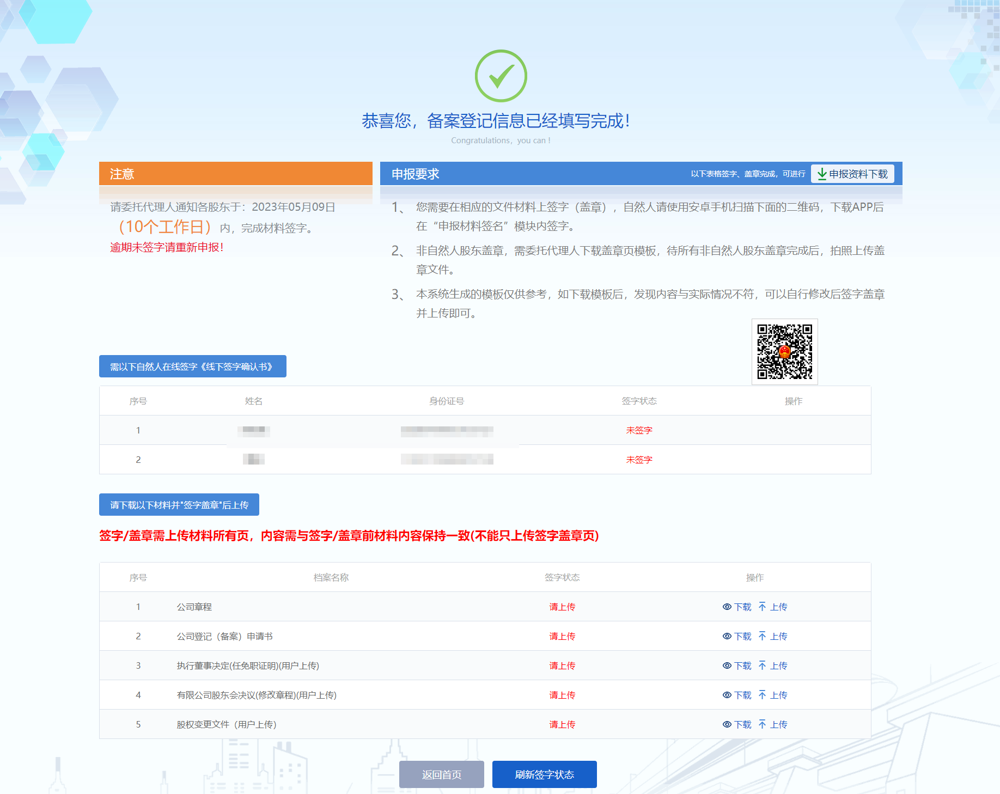 恭喜您，备案登记信息已经填写完成！
Congratulations, you can !
注意
请委托代理人通知各股东于：2023年05月09日
（10个工作日）内，完成材料签字。
逾期未签字请重新申报！
申报要求
以下表格签字、盖章完成，可进行 申报资料下载
1、 您需要在相应的文件材料上签字（盖章），自然人请使用安卓手机扫描下面的二维码，下载APP后
在“申报材料签名”模块内签字。
2、 非自然人股东盖章，需委托代理人下载盖章页模板，待所有非自然人股东盖章完成后，拍照上传盖
章文件。
3、 本系统生成的模板仅供参考，如下载模板后，发现内容与实际情况不符，可以自行修改后签字盖章
并上传即可。
需以下自然人在线签字《线下签字确认书》
序号 姓名 身份证号 签字状态 操作
1 未签字
2 未签字
请下载以下材料并"签字盖章"后上传
签字/盖章需上传材料所有页，内容需与签字/盖章前材料内容保持一致(不能只上传签字盖章页)
序号 档案名称 签字状态 操作
1 公司章程 请上传 下载 上传
2 公司登记（备案）申请书 请上传 下载 上传
3 执行董事决定(任免职证明)(用户上传) 请上传 下载 上传
4 有限公司股东会决议(修改章程)(用户上传) 请上传 下载 上传
5 股权变更文件（用户上传） 请上传 下载 上传
返回首页 刷新签字状态